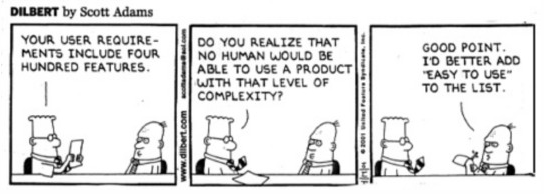 DILBERT by Scott Adams
YOUR USER REQUIRE-
MENTS INCLUDE FOUR
HUNDRED FEATURES.
DO YOU REALIZE THAT
NO HUMAN WOULD BE
ABLE TO USE A PRODUCT
WITH THAT LEVEL OF
COMPLEXITY?
GOOD POINT.
I'D BETTER ADD
"EASY TO USE"
TO THE LIST.
www.dilbert.com
scottadams@aol.com
© 2001 United Feature Syndicate, Inc.